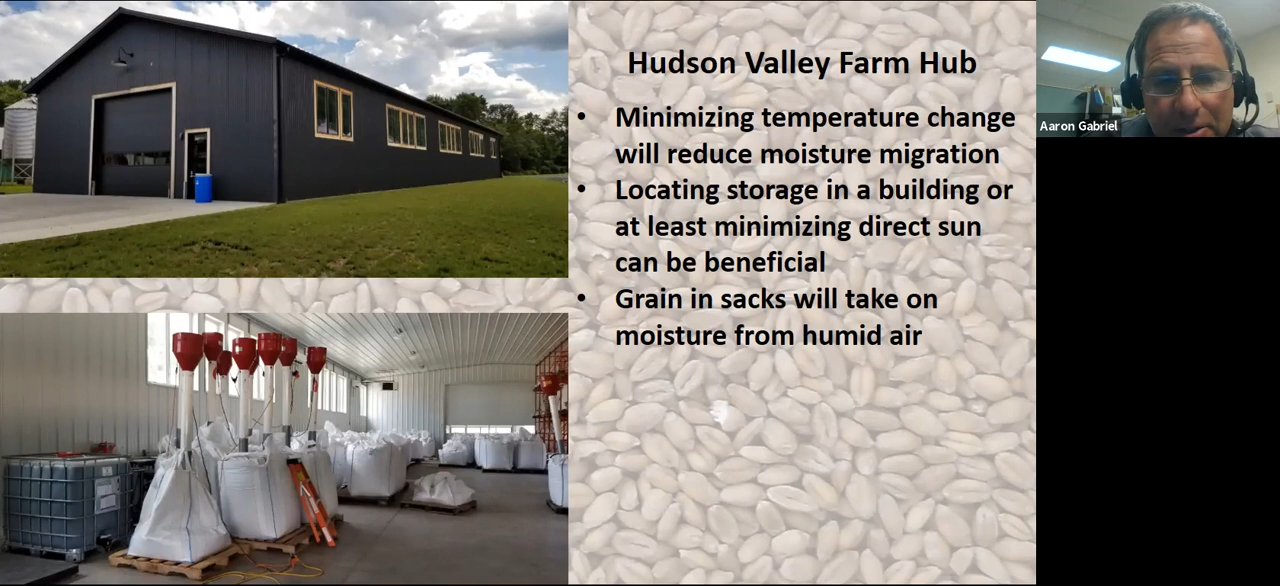 Hudson Valley Farm Hub
• Minimizing temperature change
will reduce moisture migration
• Locating storage in a building or
at least minimizing direct sun
can be beneficial
• Grain in sacks will take on
moisture from humid air
Aaron Gabriel